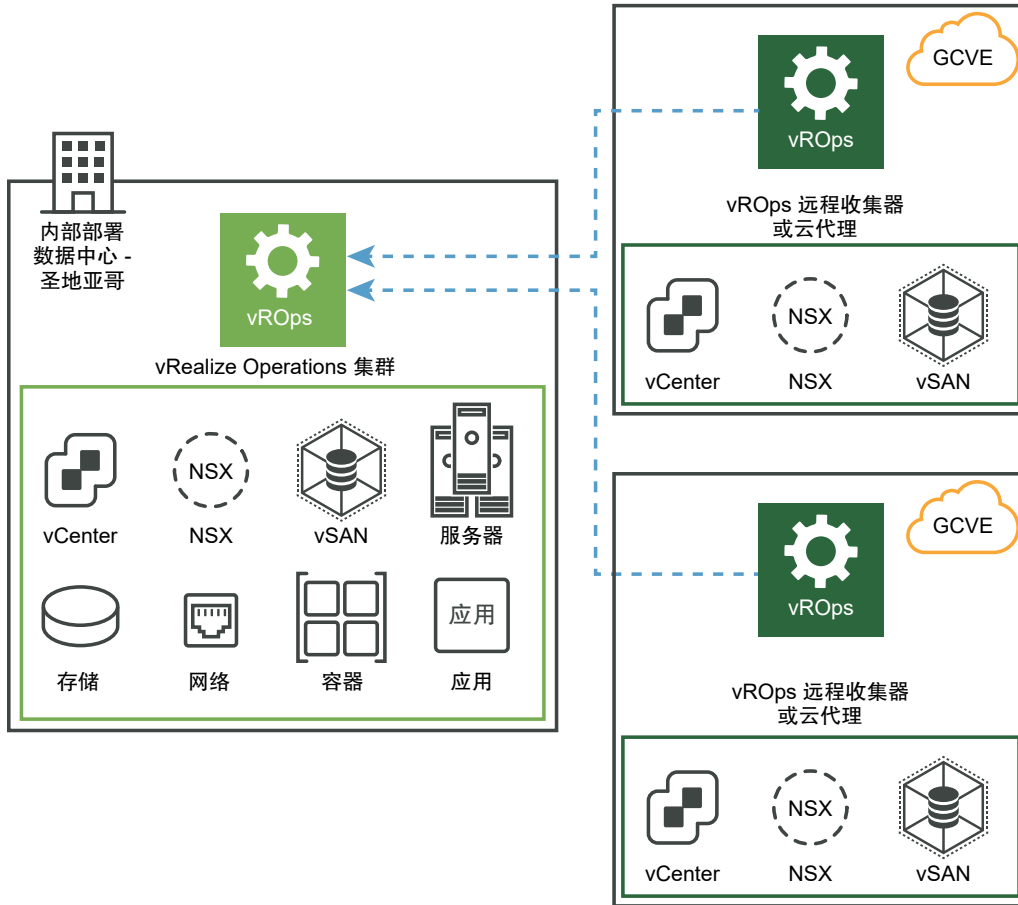 内部部署
数据中心 -
圣地亚哥
vROps
vRealize Operations 集群
NSX
vCenter
NSX
vSAN
服务器
应用
存储
网络
容器
应用
GCVE
vROps
vROps 远程收集器
或云代理
NSX
vCenter
NSX
vSAN
GCVE
vROps
vROps 远程收集器
或云代理
NSX
vCenter
NSX
vSAN